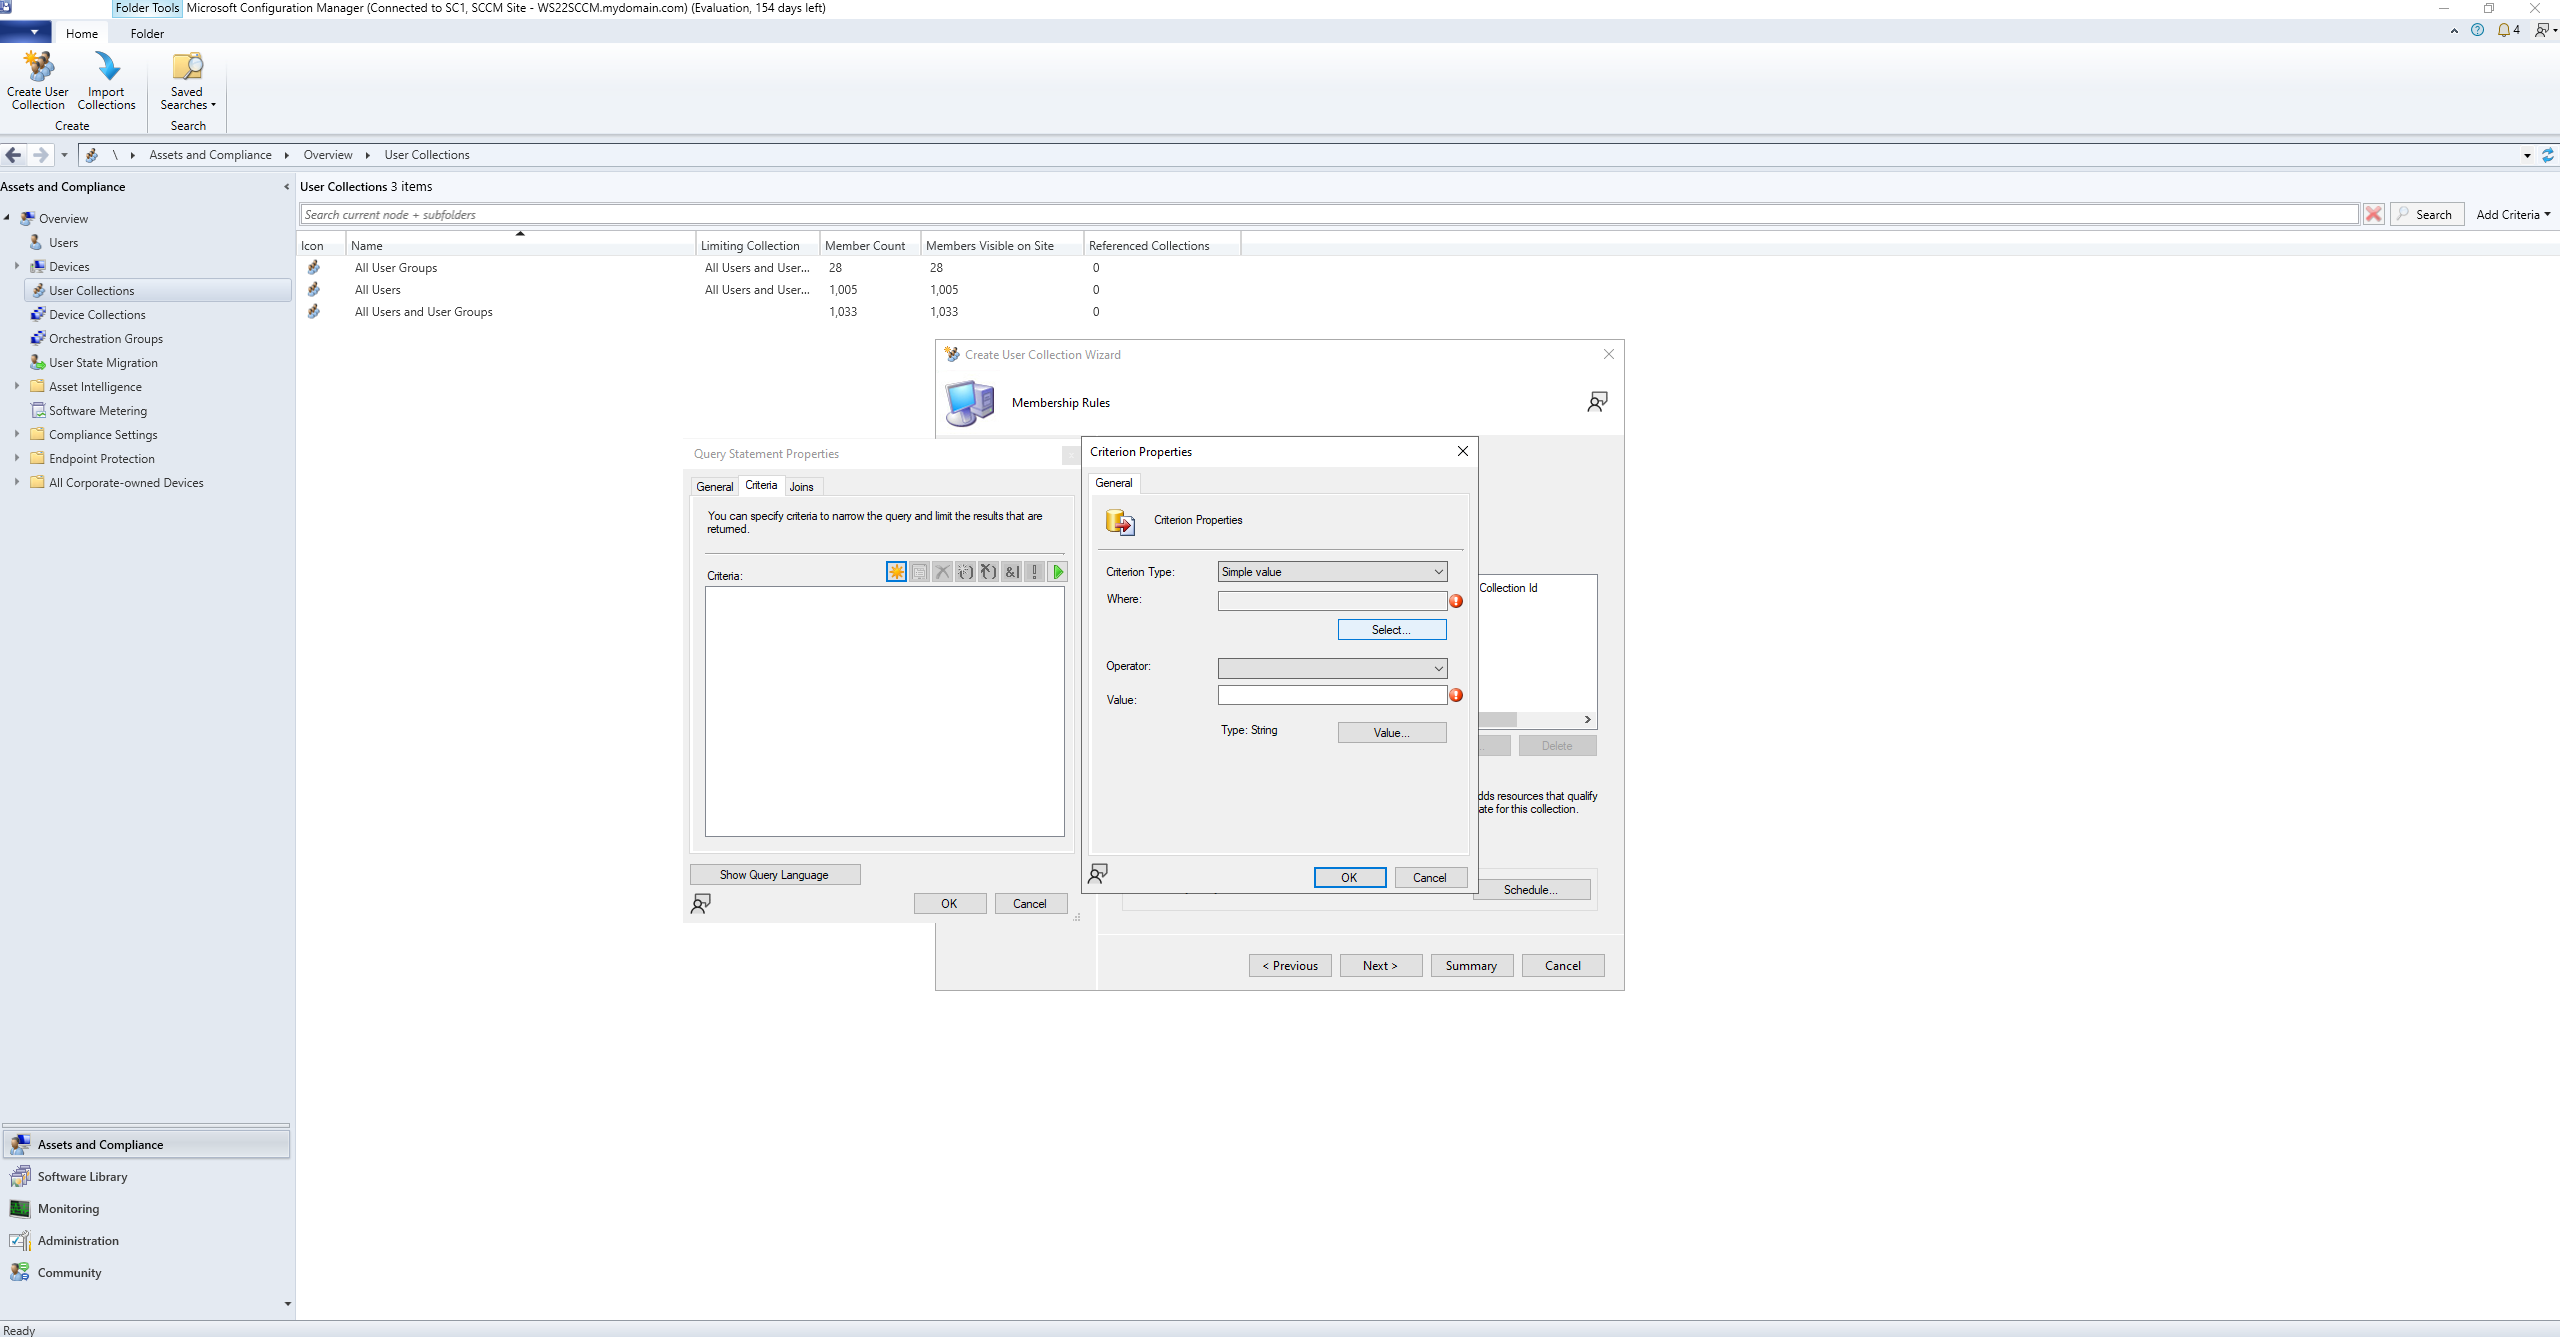 Folder Tools Microsoft Configuration Manager (Connected to SC1, SCCM Site - WS22SCCM.mydomain.com) (Evaluation, 154 days left)
Home Folder
4
Create User Collection
Import Collections
Saved Searches
Create
Search
\ Assets and Compliance Overview User Collections
Assets and Compliance
Overview
Users
Devices
User Collections
Device Collections
Orchestration Groups
User State Migration
Asset Intelligence
Software Metering
Compliance Settings
Endpoint Protection
All Corporate-owned Devices
Assets and Compliance
Software Library
Monitoring
Administration
Community
User Collections 3 items
Search current node + subfolders
Search Add Criteria
Icon Name Limiting Collection Member Count Members Visible on Site Referenced Collections
All User Groups All Users and User... 28 28 0
All Users All Users and User... 1,005 1,005 0
All Users and User Groups 1,033 1,033 0
Create User Collection Wizard
Membership Rules
Collection Id
Delete
dds resources that qualify
ate for this collection.
Schedule...
< Previous Next > Summary Cancel
Query Statement Properties
General Criteria Joins
You can specify criteria to narrow the query and limit the results that are
returned.
Criteria:
&|
Show Query Language
OK Cancel
Criterion Properties
General
Criterion Properties
Criterion Type: Simple value
Where:
Select...
Operator:
Value:
Type: String Value...
OK Cancel
Ready